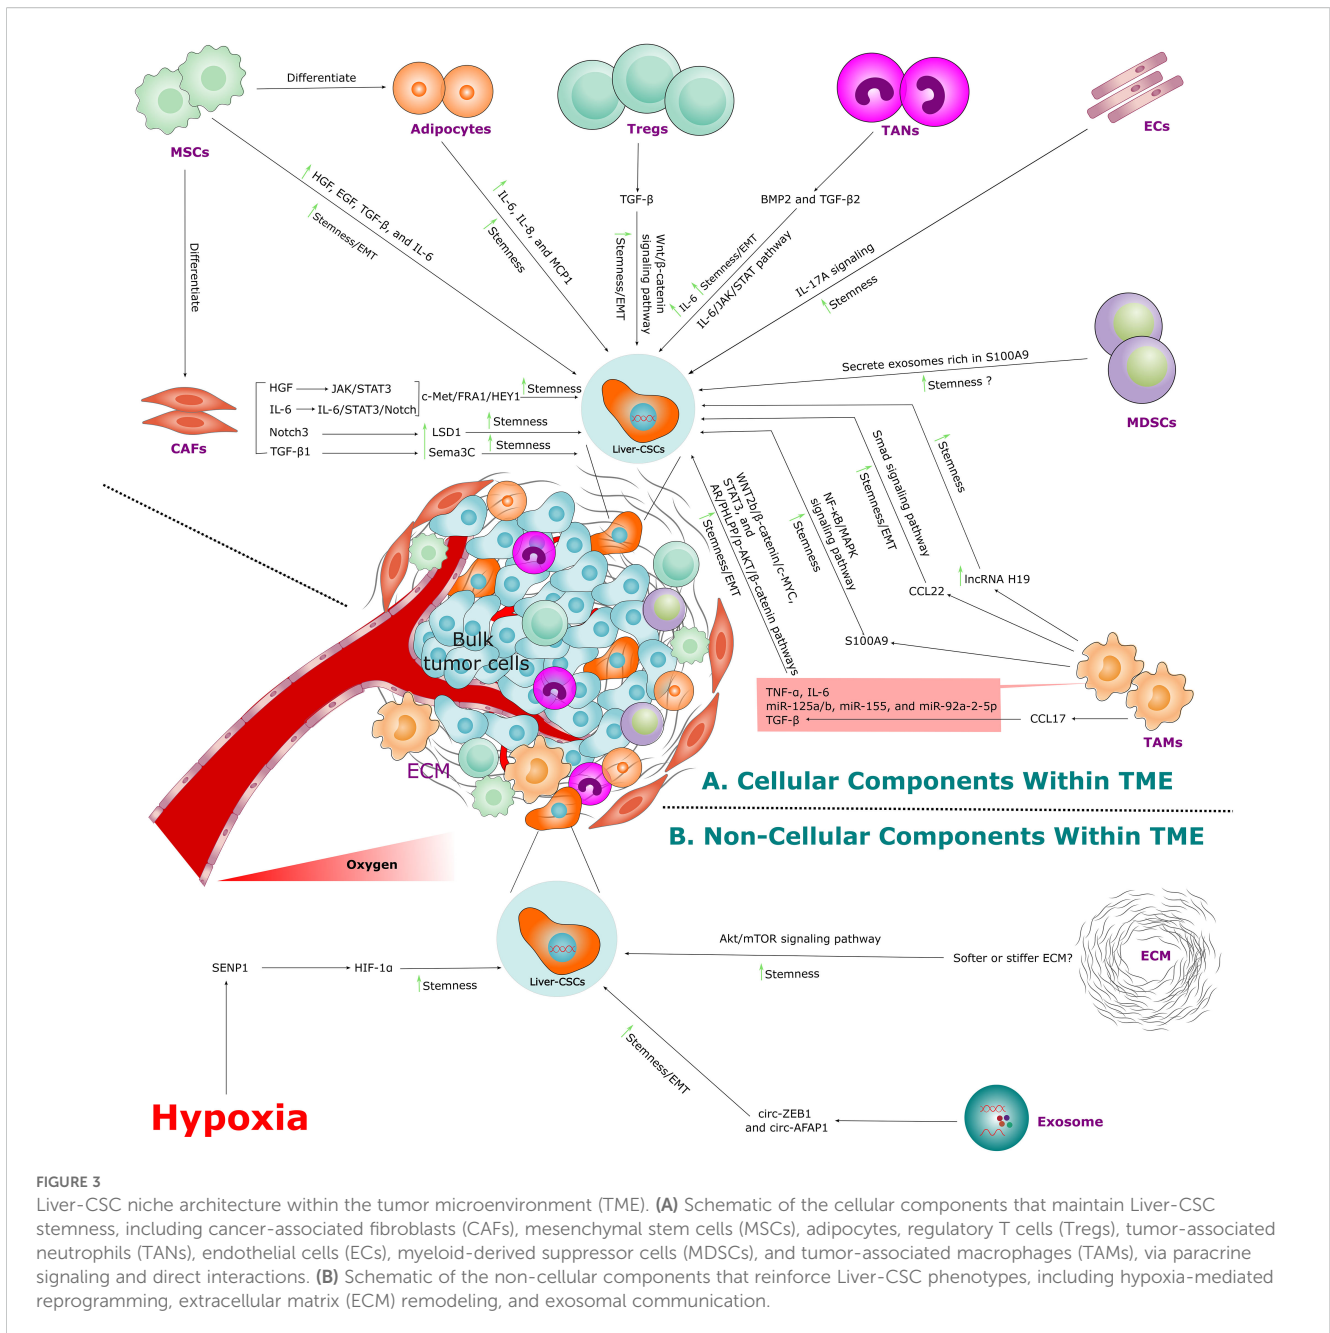 MSCs
Differentiate
Adipocytes
Tregs
TANs
ECs
HGF, EGF, TGF-β, and IL-6
Stemness/EMT
IL-6, IL-8, and MCP1
Stemness
TGF-β
Wnt/β-catenin
signaling pathway
Stemness/EMT
BMP2 and TGF-β2
IL-6
Stemness/EMT
IL-6/JAK/STAT pathway
IL-17A signaling
Stemness
Differentiate
MDSCs
Secrete exosomes rich in S100A9
Stemness ?
CAFs
HGF
JAK/STAT3
IL-6
IL-6/STAT3/Notch
c-Met/FRA1/HEY1
Stemness
Notch3
LSD1
Stemness
TGF-β1
Sema3C
Stemness
Liver-CSCs
Stemness
lncRNA H19
Smad signaling pathway
Stemness/EMT
CCL22
NF-κB/MAPK
signaling pathway
Stemness
S100A9
WNT2b/β-catenin/c-MYC,
STAT3, and
AR/PHLPP/p-AKT/β-catenin pathways
Stemness/EMT
TNF-α, IL-6
miR-125a/b, miR-155, and miR-92a-2-5p
TGF-β
CCL17
TAMs
Bulk
tumor cells
ECM
A. Cellular Components Within TME
B. Non-Cellular Components Within TME
Oxygen
SENP1
HIF-1α
Stemness
Liver-CSCs
Akt/mTOR signaling pathway
Stemness
Softer or stiffer ECM?
ECM
Stemness/EMT
Hypoxia
circ-ZEB1
and circ-AFAP1
Exosome
FIGURE 3
Liver-CSC niche architecture within the tumor microenvironment (TME). (A) Schematic of the cellular components that maintain Liver-CSC
stemness, including cancer-associated fibroblasts (CAFs), mesenchymal stem cells (MSCs), adipocytes, regulatory T cells (Tregs), tumor-associated
neutrophils (TANs), endothelial cells (ECs), myeloid-derived suppressor cells (MDSCs), and tumor-associated macrophages (TAMs), via paracrine
signaling and direct interactions. (B) Schematic of the non-cellular components that reinforce Liver-CSC phenotypes, including hypoxia-mediated
reprogramming, extracellular matrix (ECM) remodeling, and exosomal communication.